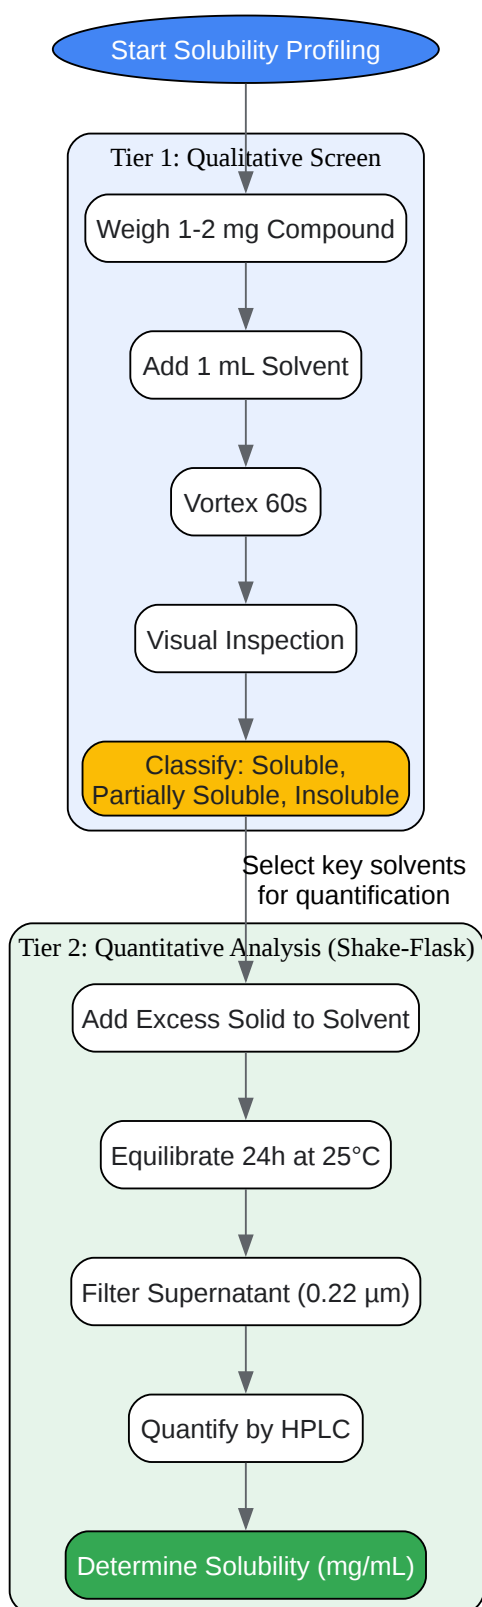 Start Solubility Profiling
Tier 1: Qualitative Screen
Weigh 1-2 mg Compound
Add 1 mL Solvent
Vortex 60s
Visual Inspection
Classify: Soluble,
Partially Soluble, Insoluble
Select key solvents
for quantification
Tier 2: Quantitative Analysis (Shake-Flask)
Add Excess Solid to Solvent
Equilibrate 24h at 25°C
Filter Supernatant (0.22 µm)
Quantify by HPLC
Determine Solubility (mg/mL)